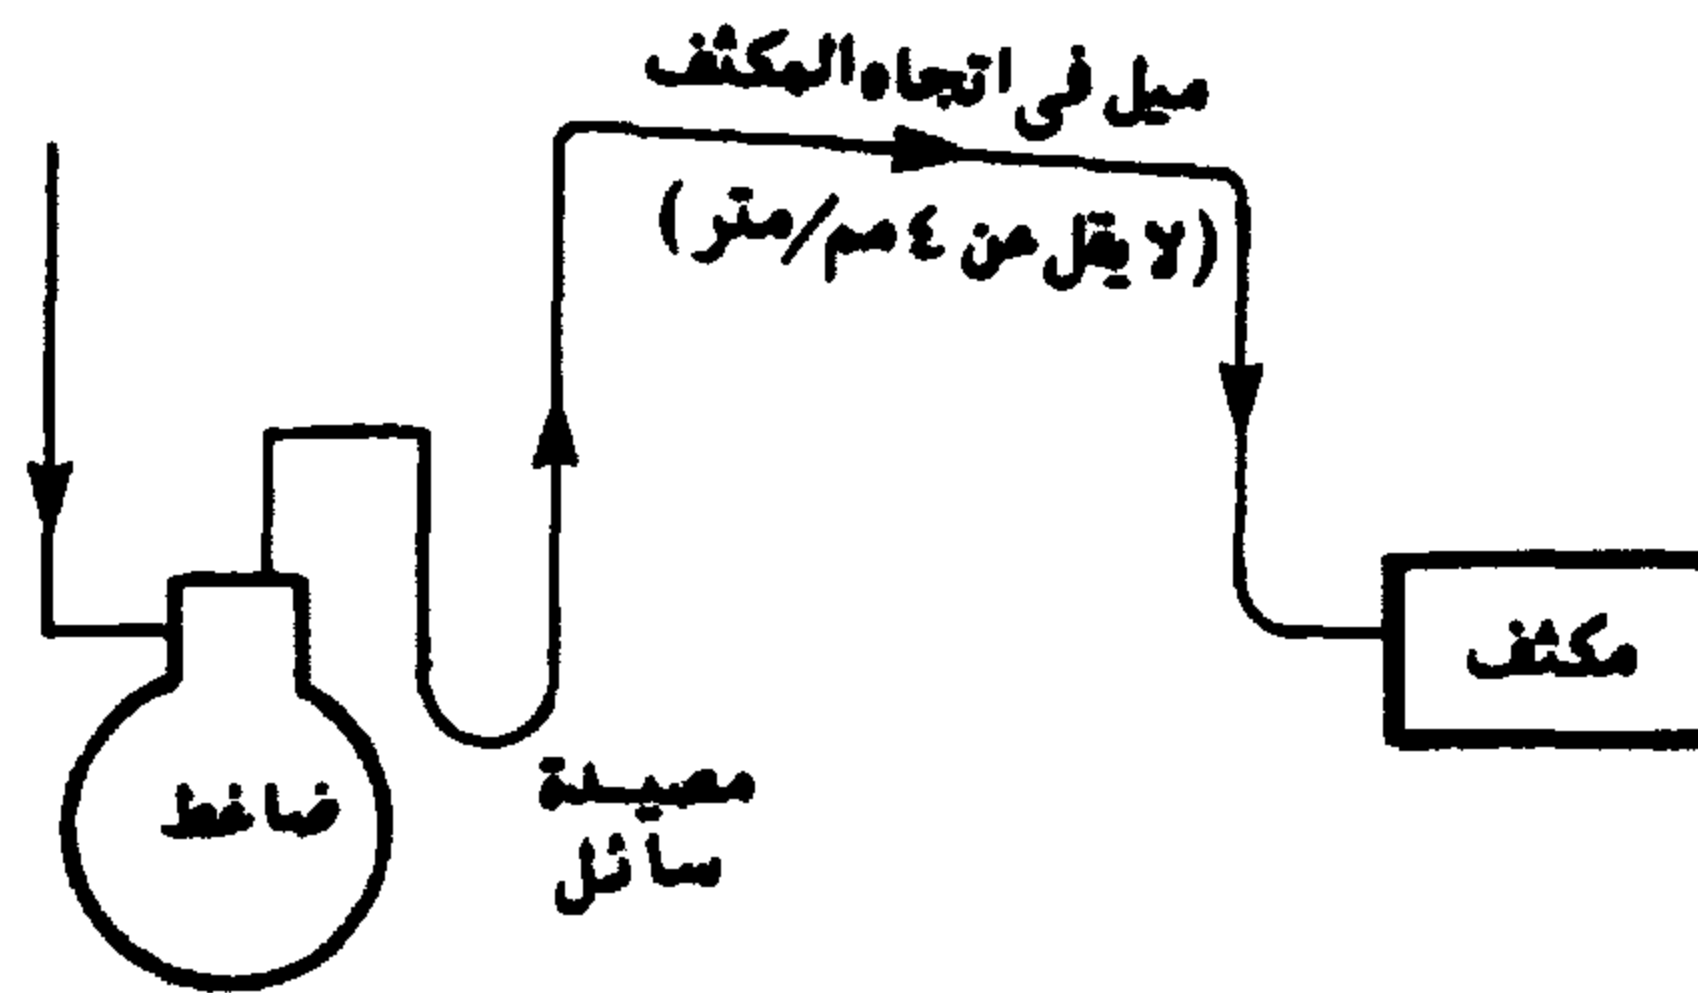 ميل فى اتجاه المكثف
(لا يقل عن ٤ مم/متر)
مكثف
مصيدة
سائل
ضاغط